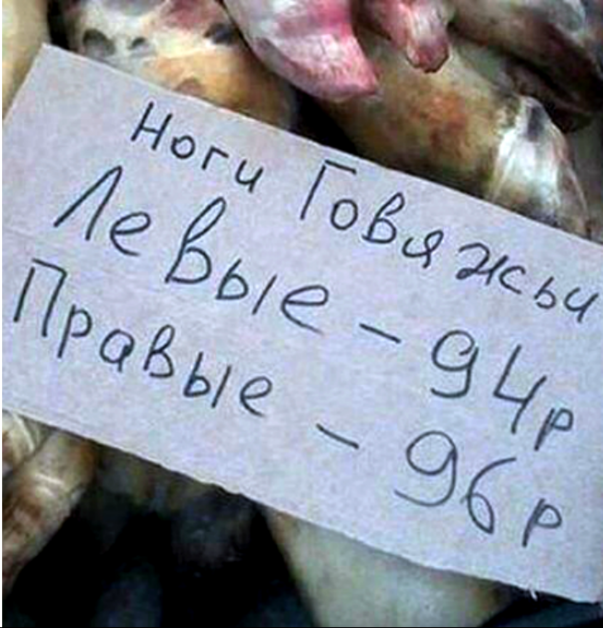 Ноги Говяжьи
Левые – 94р
Правые – 96р